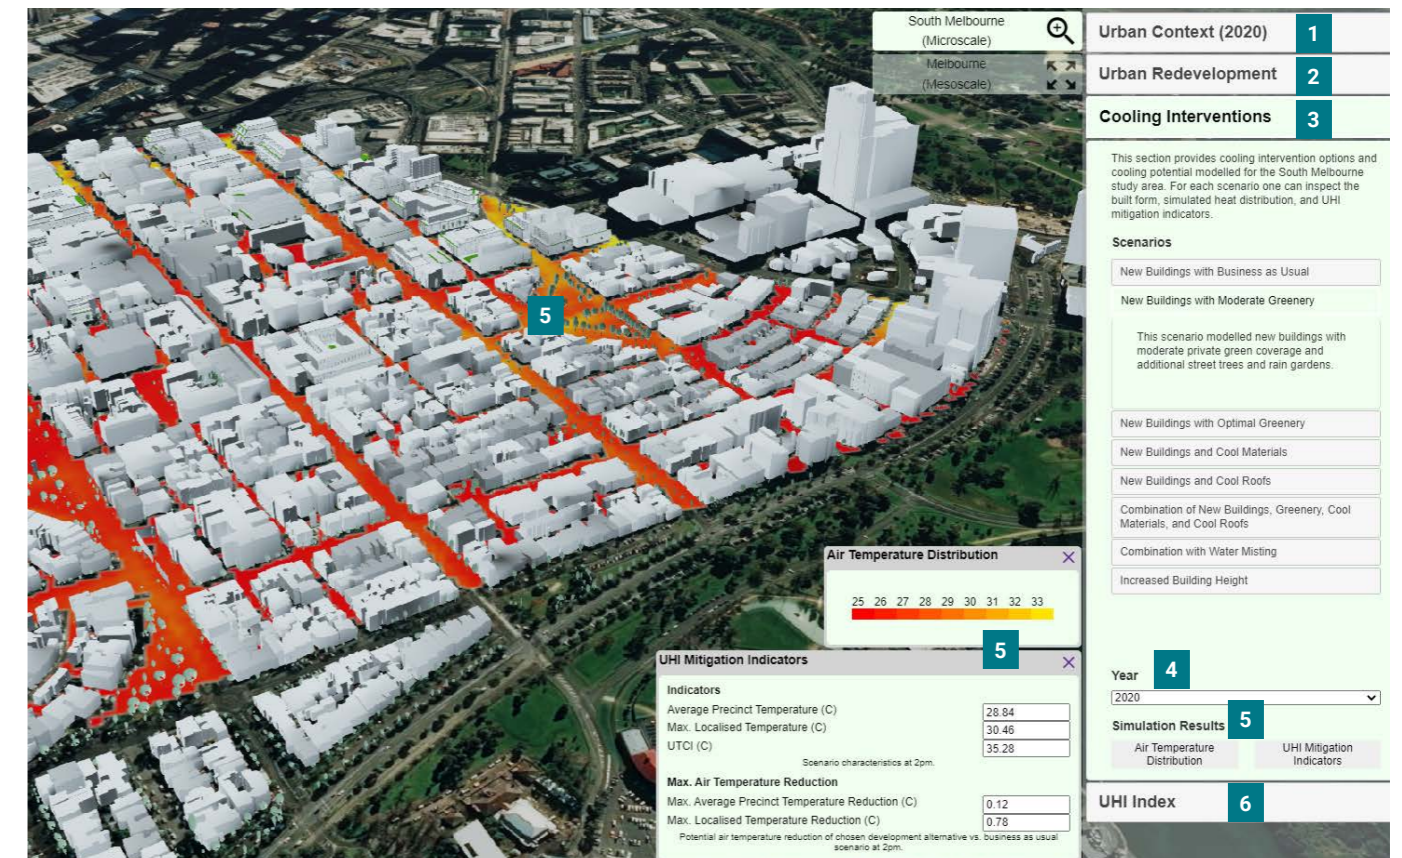 South Melbourne
(Microscale)
Melbourne
(Mesoscale)
Urban Context (2020)
1
Urban Redevelopment
2
Cooling Interventions
3
This section provides cooling intervention options and
cooling potential modelled for the South Melbourne
study area. For each scenario one can inspect the
built form, simulated heat distribution, and UHI
mitigation indicators.
Scenarios
New Buildings with Business as Usual
New Buildings with Moderate Greenery
This scenario modelled new buildings with
moderate private green coverage and
additional street trees and rain gardens.
New Buildings with Optimal Greenery
New Buildings and Cool Materials
New Buildings and Cool Roofs
Combination of New Buildings, Greenery, Cool
Materials, and Cool Roofs
Combination with Water Misting
Increased Building Height
Year
4
2020
Simulation Results
5
Air Temperature
Distribution
UHI Mitigation
Indicators
UHI Index
6
5
Air Temperature Distribution
25 26 27 28 29 30 31 32 33
5
UHI Mitigation Indicators
Indicators
Average Precinct Temperature (C) 28.84
Max. Localised Temperature (C) 30.46
UTCI (C) 35.28
Scenario characteristics at 2pm.
Max. Air Temperature Reduction
Max. Average Precinct Temperature Reduction (C) 0.12
Max. Localised Temperature Reduction (C) 0.78
Potential air temperature reduction of chosen development alternative vs. business as usual
scenario at 2pm.